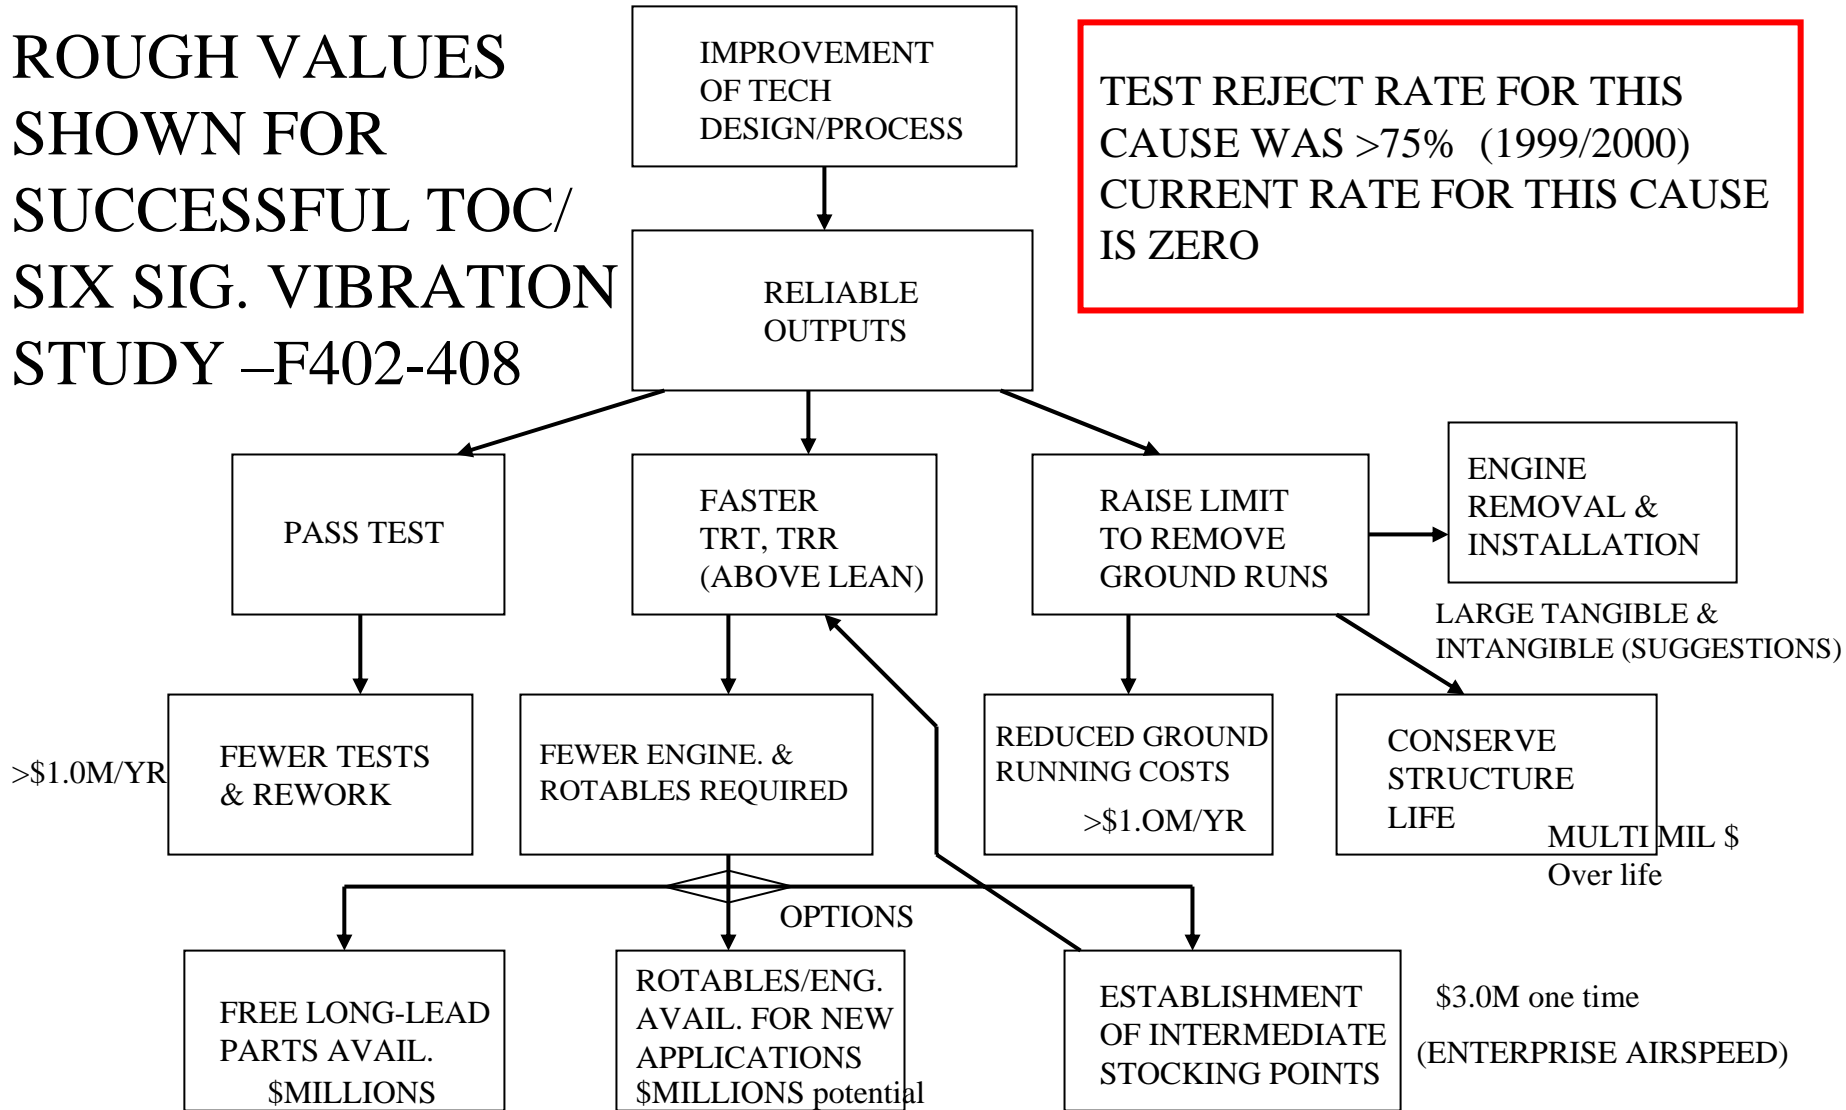 ROUGH VALUES
SHOWN FOR
SUCCESSFUL TOC/
SIX SIG. VIBRATION
STUDY –F402-408
IMPROVEMENT
OF TECH
DESIGN/PROCESS
TEST REJECT RATE FOR THIS
CAUSE WAS >75% (1999/2000)
CURRENT RATE FOR THIS CAUSE
IS ZERO
RELIABLE
OUTPUTS
PASS TEST
FASTER
TRT, TRR
(ABOVE LEAN)
RAISE LIMIT
TO REMOVE
GROUND RUNS
ENGINE
REMOVAL &
INSTALLATION
LARGE TANGIBLE &
INTANGIBLE (SUGGESTIONS)
>$1.0M/YR
FEWER TESTS
& REWORK
FEWER ENGINE. &
ROTABLES REQUIRED
REDUCED GROUND
RUNNING COSTS
>$1.OM/YR
CONSERVE
STRUCTURE
LIFE
MULTI MIL $
Over life
OPTIONS
FREE LONG-LEAD
PARTS AVAIL.
$MILLIONS
ROTABLES/ENG.
AVAIL. FOR NEW
APPLICATIONS
$MILLIONS potential
ESTABLISHMENT
OF INTERMEDIATE
STOCKING POINTS
$3.0M one time
(ENTERPRISE AIRSPEED)